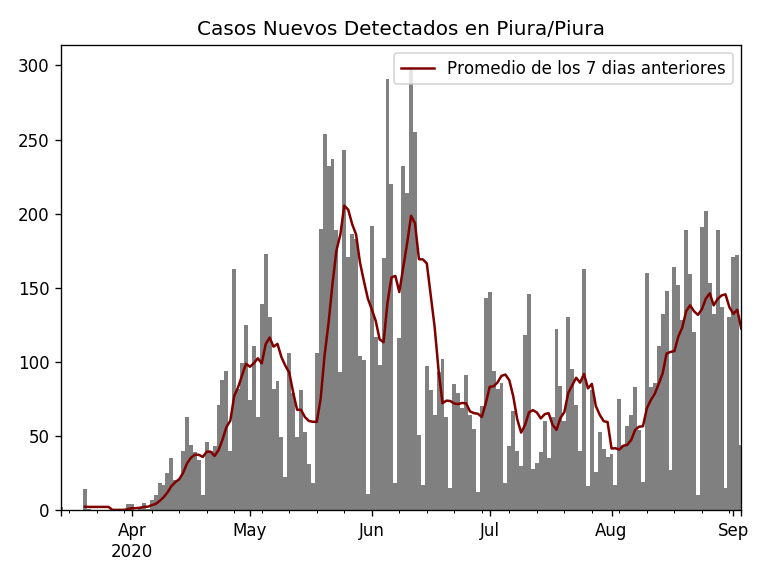 Casos Nuevos Detectados en Piura/Piura
Promedio de los 7 dias anteriores
300
250
200
150
100
50
0
Apr
2020
May
Jun
Jul
Aug
Sep